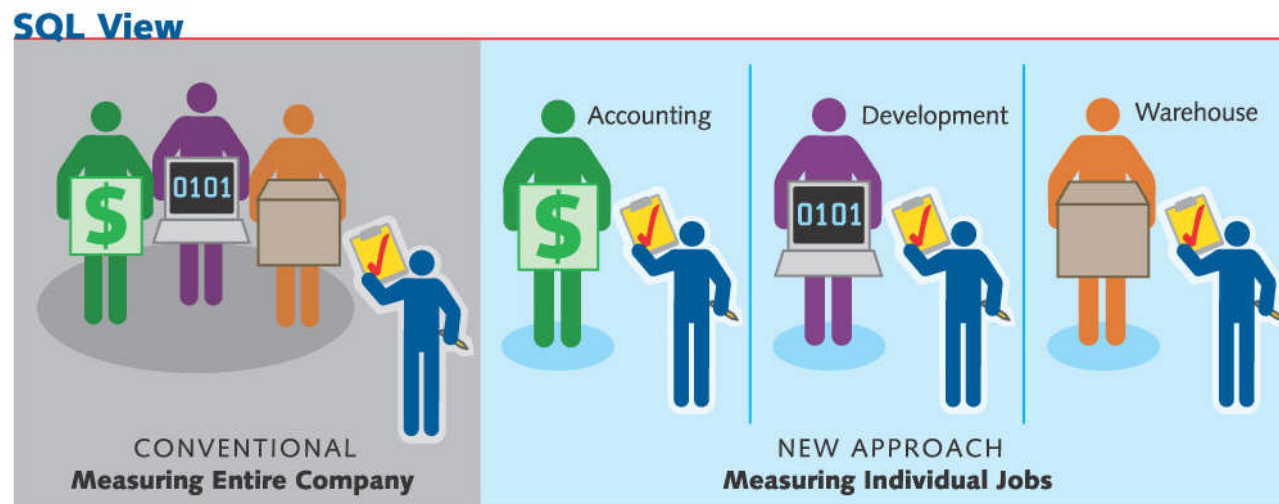 SQL View
$
0101
Accounting
$
Development
0101
Warehouse
CONVENTIONAL
Measuring Entire Company
NEW APPROACH
Measuring Individual Jobs